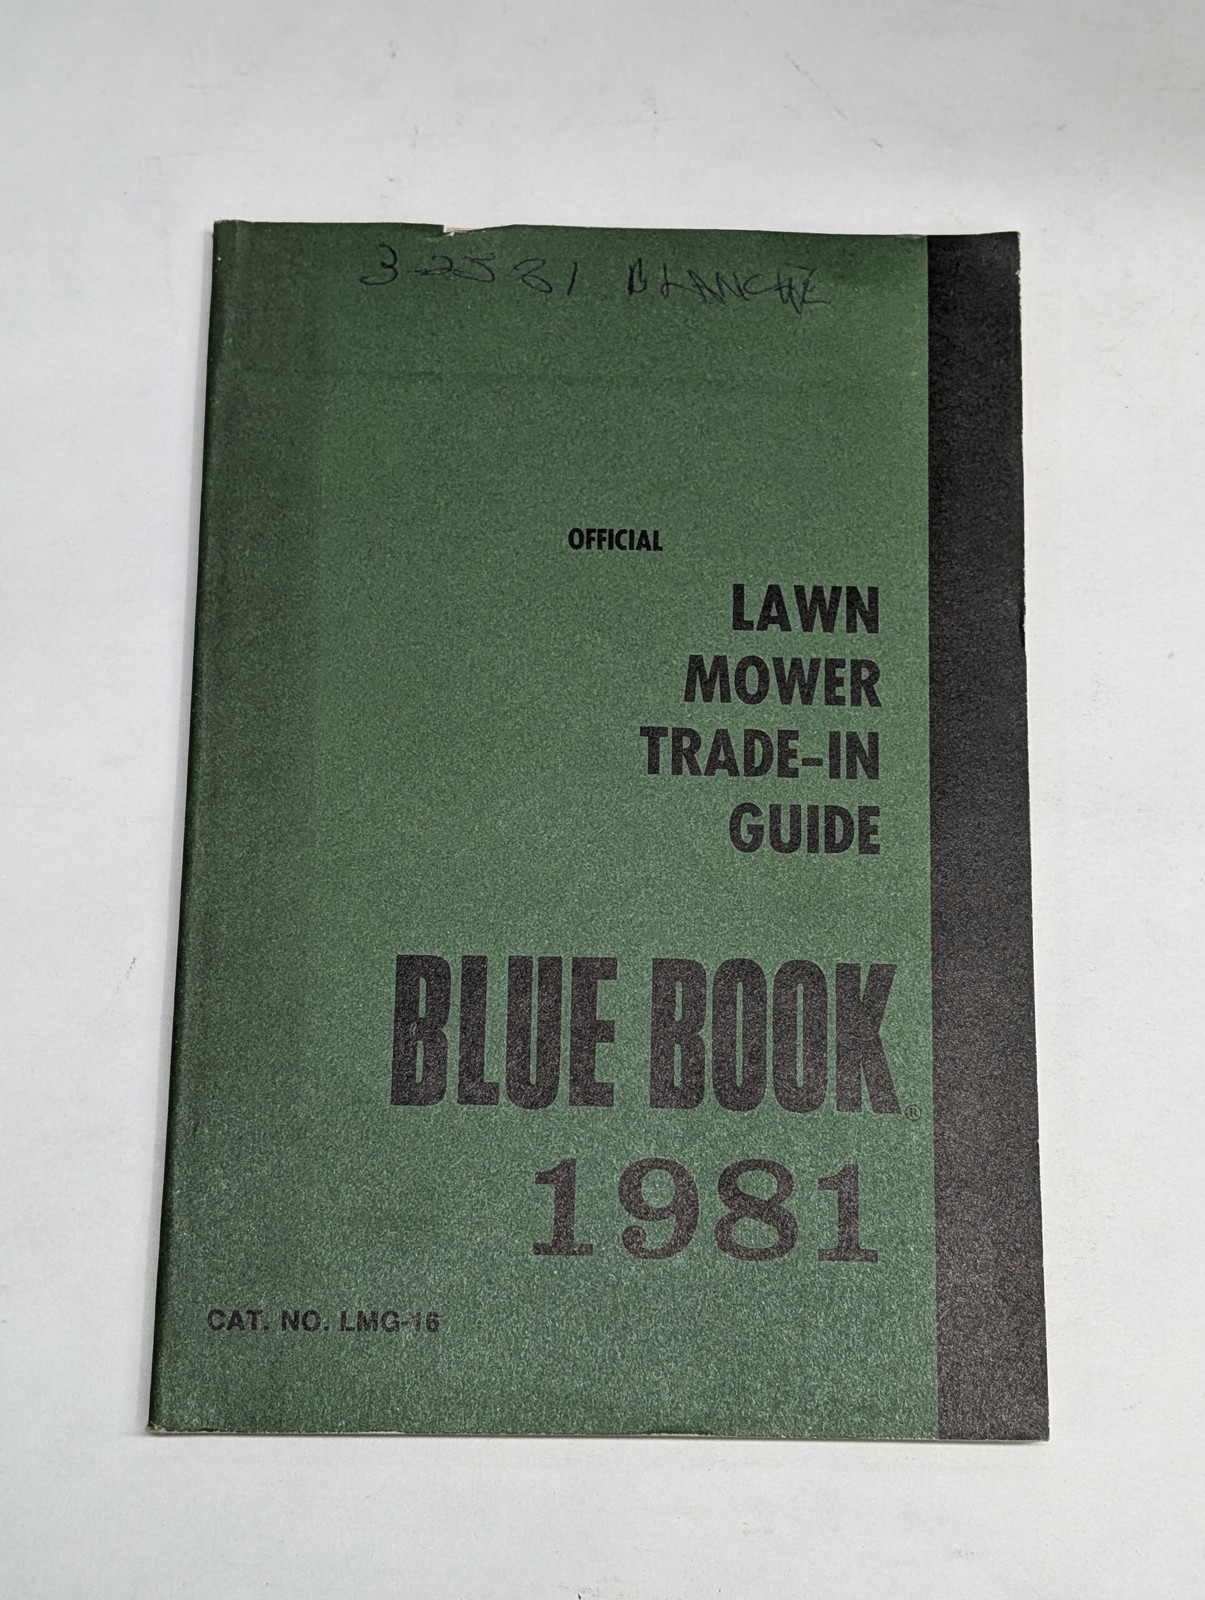 3-25 81 BLANCHE
OFFICIAL
LAWN
MOWER
TRADE-IN
GUIDE
BLUE BOOK®
1981
CAT. NO. LMG-16